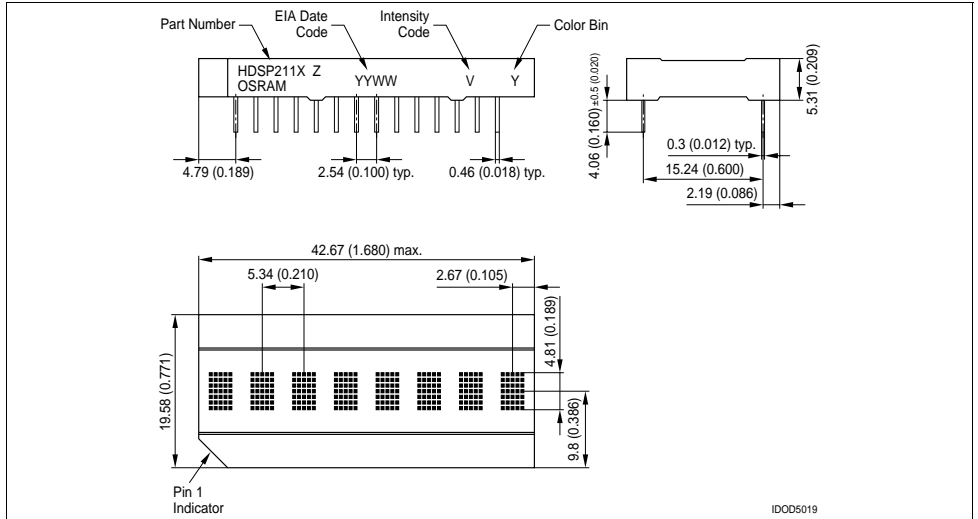 Part Number
EIA Date
Code
Intensity
Code
Color Bin
HDSP211X Z
OSRAM
YYWW
V
Y
4.79 (0.189)
2.54 (0.100) typ.
0.46 (0.018) typ.
4.06 (0.160) ±0.5 (0.020)
5.31 (0.209)
0.3 (0.012) typ.
15.24 (0.600)
2.19 (0.086)
42.67 (1.680) max.
5.34 (0.210)
2.67 (0.105)
4.81 (0.189)
19.58 (0.771)
9.8 (0.386)
Pin 1
Indicator
IDOD5019